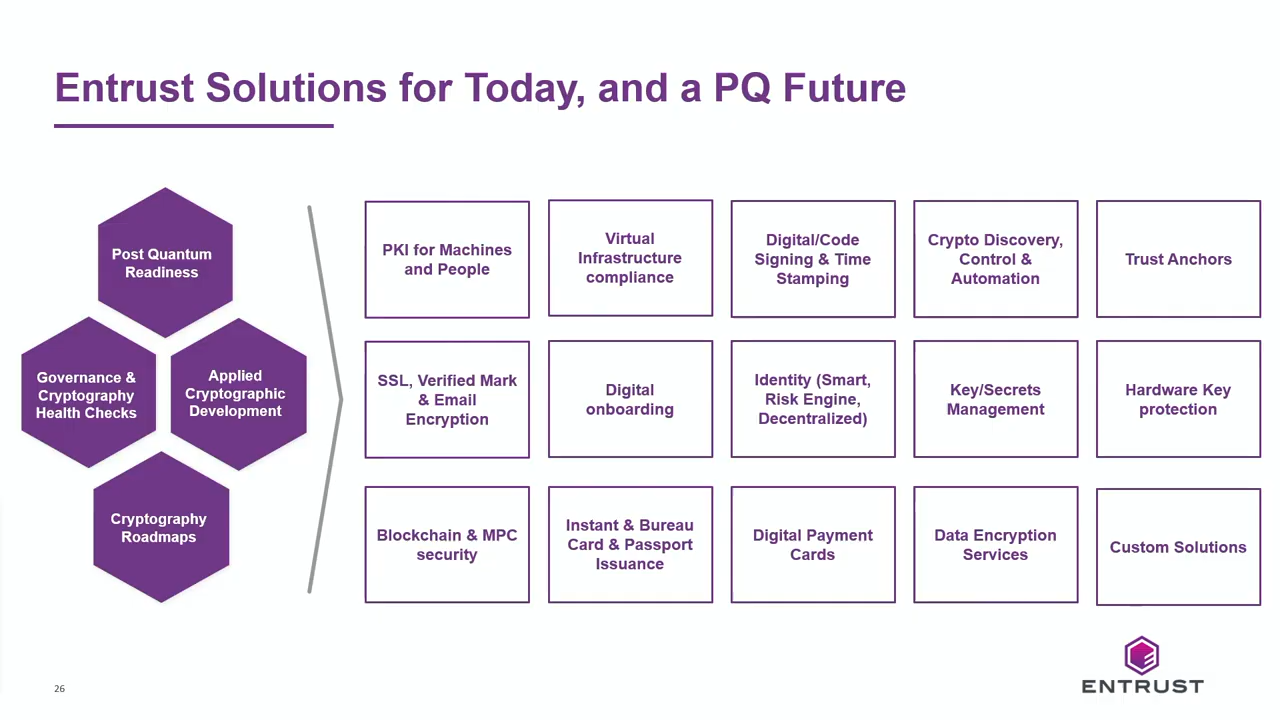 Entrust Solutions for Today, and a PQ Future
Post Quantum
Readiness
Governance &
Cryptography
Health Checks
Applied
Cryptographic
Development
Cryptography
Roadmaps
PKI for Machines
and People
Virtual
Infrastructure
compliance
Digital/Code
Signing & Time
Stamping
Crypto Discovery,
Control &
Automation
Trust Anchors
SSL, Verified Mark
& Email
Encryption
Digital
onboarding
Identity (Smart,
Risk Engine,
Decentralized)
Key/Secrets
Management
Hardware Key
protection
Blockchain & MPC
security
Instant & Bureau
Card & Passport
Issuance
Digital Payment
Cards
Data Encryption
Services
Custom Solutions
26
ENTRUST